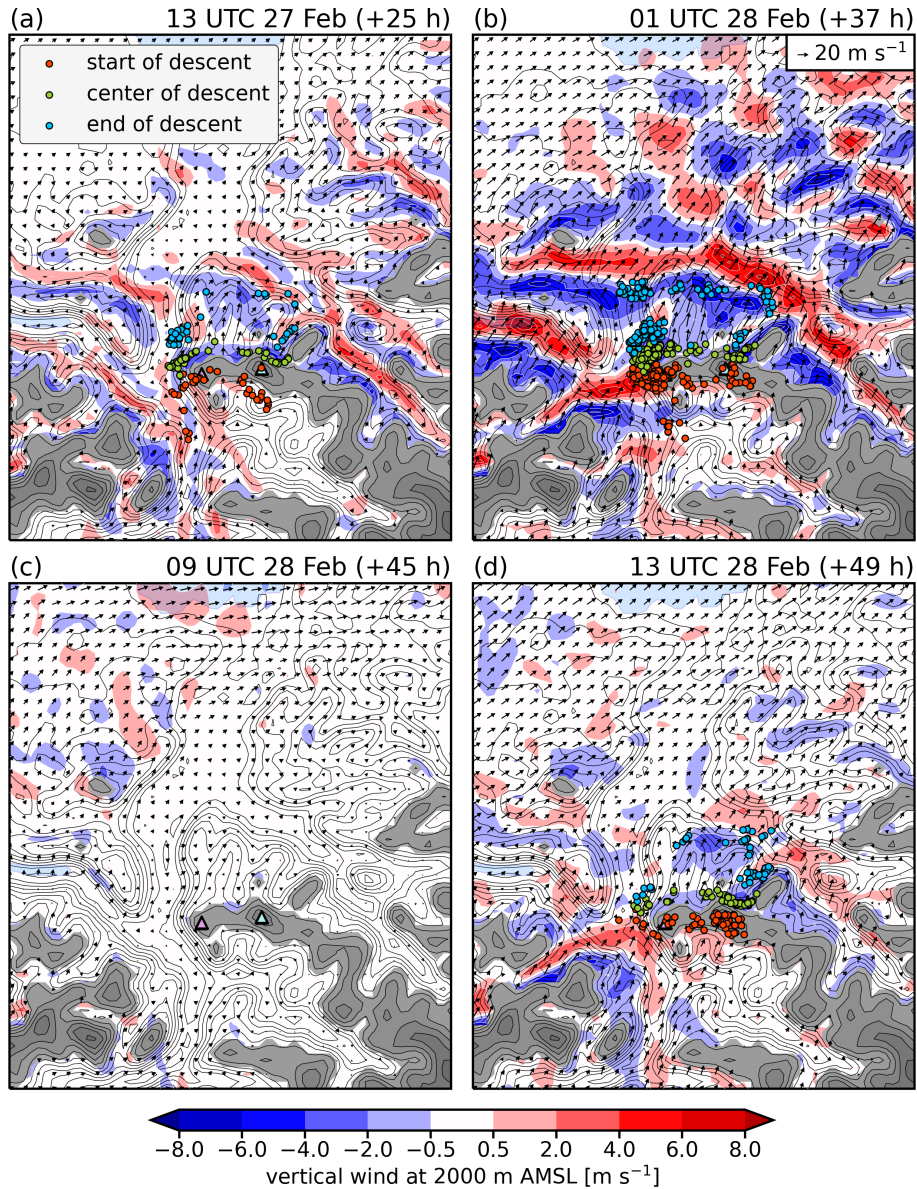 (a) 13 UTC 27 Feb (+25 h)
(b) 01 UTC 28 Feb (+37 h)
start of descent
center of descent
end of descent
20 m s⁻¹
(c) 09 UTC 28 Feb (+45 h)
(d) 13 UTC 28 Feb (+49 h)
−8.0 −6.0 −4.0 −2.0 −0.5 0.5 2.0 4.0 6.0 8.0
vertical wind at 2000 m AMSL [m s⁻¹]